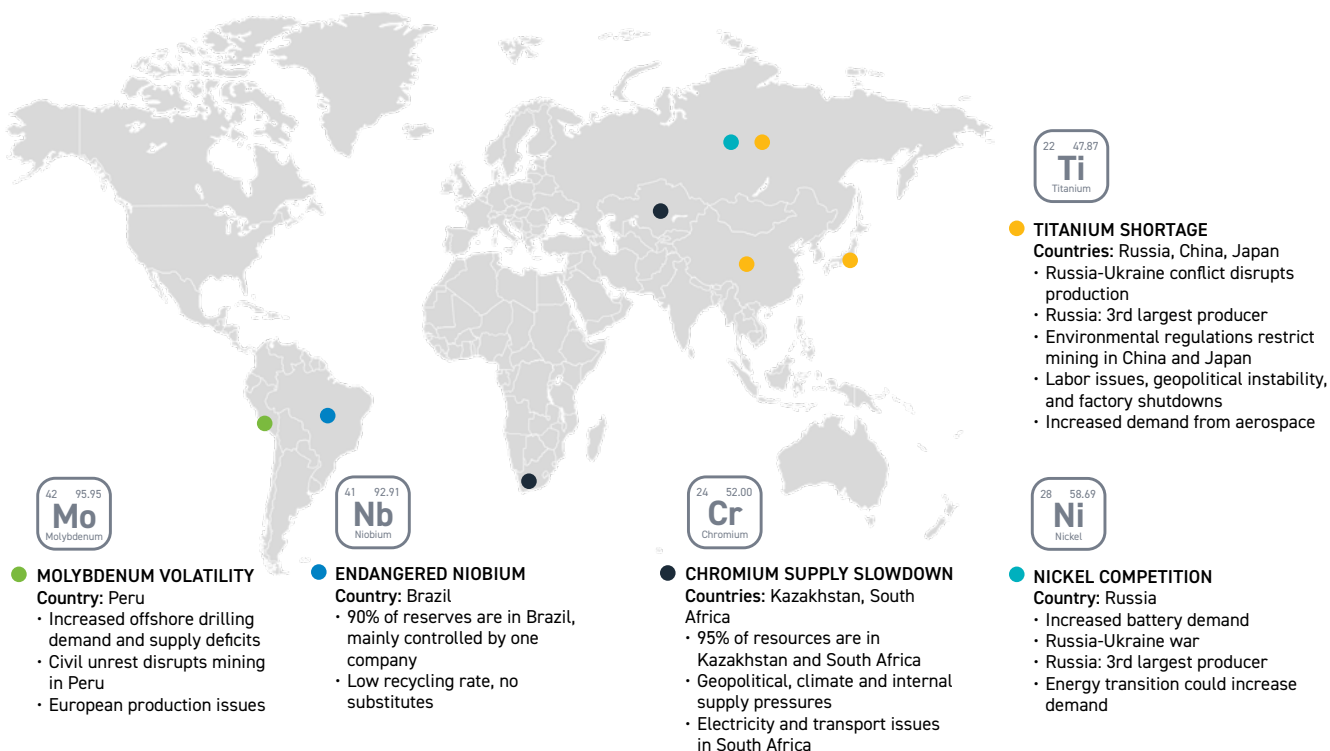 22 47.87
Ti
Titanium
TITANIUM SHORTAGE
Countries: Russia, China, Japan
• Russia-Ukraine conflict disrupts
production
• Russia: 3rd largest producer
• Environmental regulations restrict
mining in China and Japan
• Labor issues, geopolitical instability,
and factory shutdowns
• Increased demand from aerospace
42 95.95
Mo
Molybdenum
MOLYBDENUM VOLATILITY
Country: Peru
• Increased offshore drilling
demand and supply deficits
• Civil unrest disrupts mining
in Peru
• European production issues
41 92.91
Nb
Niobium
ENDANGERED NIOBIUM
Country: Brazil
• 90% of reserves are in Brazil,
mainly controlled by one
company
• Low recycling rate, no
substitutes
24 52.00
Cr
Chromium
CHROMIUM SUPPLY SLOWDOWN
Countries: Kazakhstan, South
Africa
• 95% of resources are in
Kazakhstan and South Africa
• Geopolitical, climate and internal
supply pressures
• Electricity and transport issues
in South Africa
28 58.69
Ni
Nickel
NICKEL COMPETITION
Country: Russia
• Increased battery demand
• Russia-Ukraine war
• Russia: 3rd largest producer
• Energy transition could increase
demand